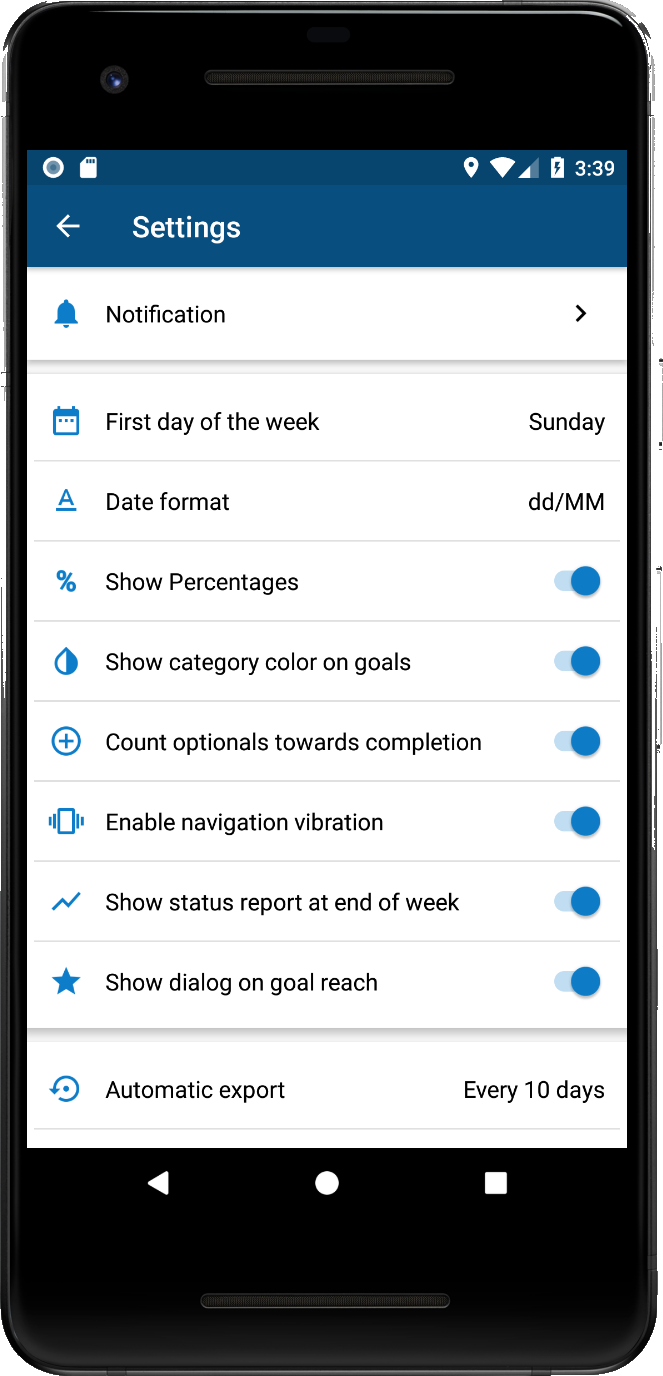 3:39
Settings
Notification
First day of the week Sunday
Date format dd/MM
% Show Percentages
Show category color on goals
Count optionals towards completion
Enable navigation vibration
Show status report at end of week
Show dialog on goal reach
Automatic export Every 10 days